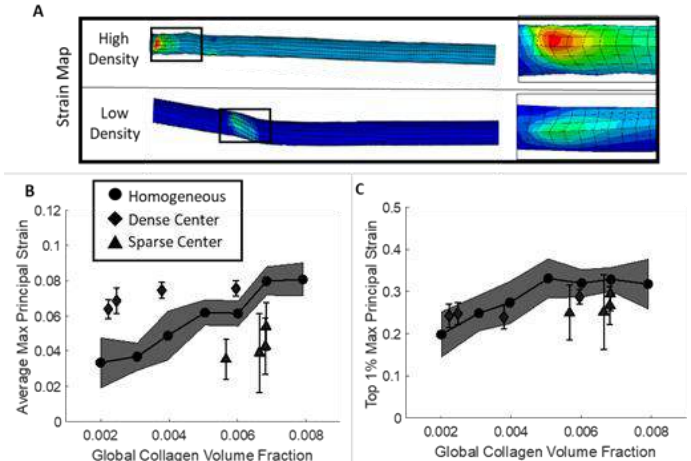 A
Strain Map
High
Density
Low
Density
B
Homogeneous
Dense Center
Sparse Center
Average Max Principal Strain
0.12
0.1
0.08
0.06
0.04
0.02
0
0.002
0.004
0.006
0.008
Global Collagen Volume Fraction
C
Top 1% Max Principal Strain
0.5
0.4
0.3
0.2
0.1
0
0.002
0.004
0.006
0.008
Global Collagen Volume Fraction